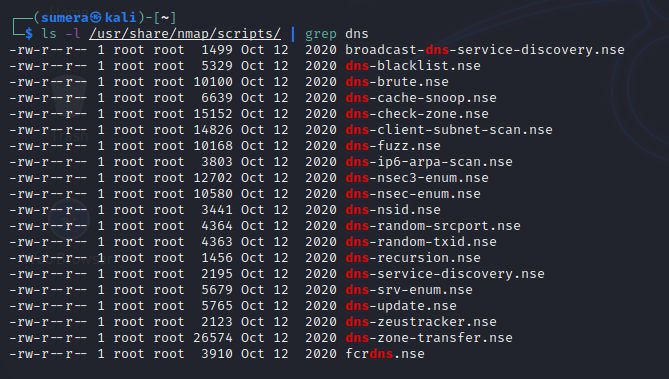 ┌──(sumera㉿kali)-[~]
└─$ ls -l /usr/share/nmap/scripts/ | grep dns
-rw-r--r-- 1 root root  1499 Oct 12  2020 broadcast-dns-service-discovery.nse
-rw-r--r-- 1 root root  5329 Oct 12  2020 dns-blacklist.nse
-rw-r--r-- 1 root root 10100 Oct 12  2020 dns-brute.nse
-rw-r--r-- 1 root root  6639 Oct 12  2020 dns-cache-snoop.nse
-rw-r--r-- 1 root root 15152 Oct 12  2020 dns-check-zone.nse
-rw-r--r-- 1 root root 14826 Oct 12  2020 dns-client-subnet-scan.nse
-rw-r--r-- 1 root root 10168 Oct 12  2020 dns-fuzz.nse
-rw-r--r-- 1 root root  3803 Oct 12  2020 dns-ip6-arpa-scan.nse
-rw-r--r-- 1 root root 12702 Oct 12  2020 dns-nsec3-enum.nse
-rw-r--r-- 1 root root 10580 Oct 12  2020 dns-nsec-enum.nse
-rw-r--r-- 1 root root  3441 Oct 12  2020 dns-nsid.nse
-rw-r--r-- 1 root root  4364 Oct 12  2020 dns-random-srcport.nse
-rw-r--r-- 1 root root  4363 Oct 12  2020 dns-random-txid.nse
-rw-r--r-- 1 root root  1456 Oct 12  2020 dns-recursion.nse
-rw-r--r-- 1 root root  2195 Oct 12  2020 dns-service-discovery.nse
-rw-r--r-- 1 root root  5679 Oct 12  2020 dns-srv-enum.nse
-rw-r--r-- 1 root root  5765 Oct 12  2020 dns-update.nse
-rw-r--r-- 1 root root  2123 Oct 12  2020 dns-zeustracker.nse
-rw-r--r-- 1 root root 26574 Oct 12  2020 dns-zone-transfer.nse
-rw-r--r-- 1 root root  3910 Oct 12  2020 fcrdns.nse